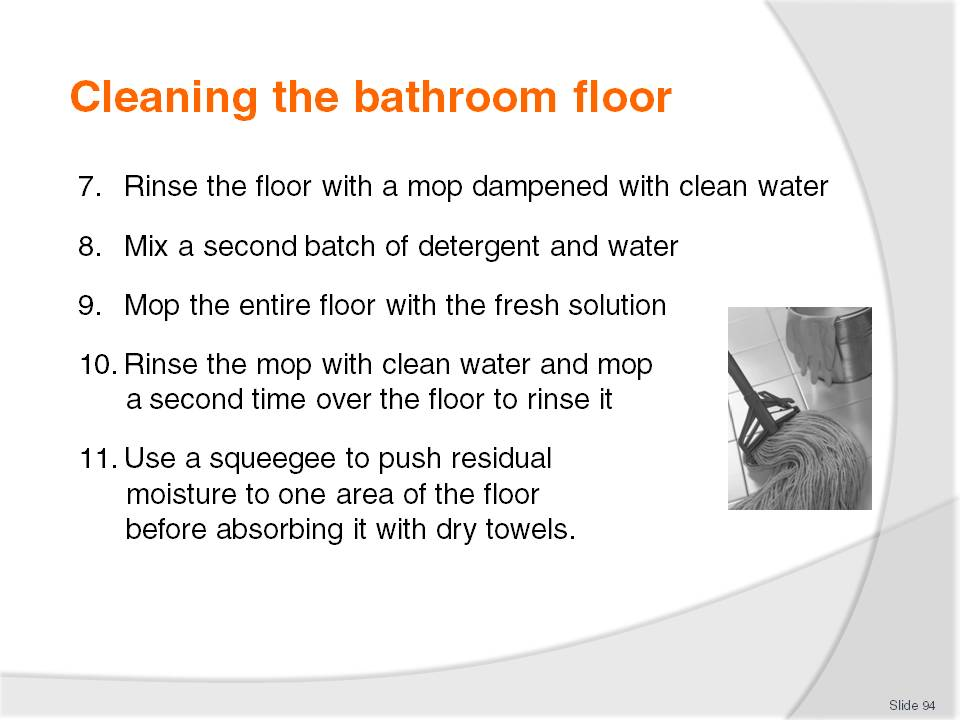 Cleaning the bathroom floor
7. Rinse the floor with a mop dampened with clean water
8. Mix a second batch of detergent and water
9. Mop the entire floor with the fresh solution
10. Rinse the mop with clean water and mop
a second time over the floor to rinse it
11. Use a squeegee to push residual
moisture to one area of the floor
before absorbing it with dry towels.
Slide 94